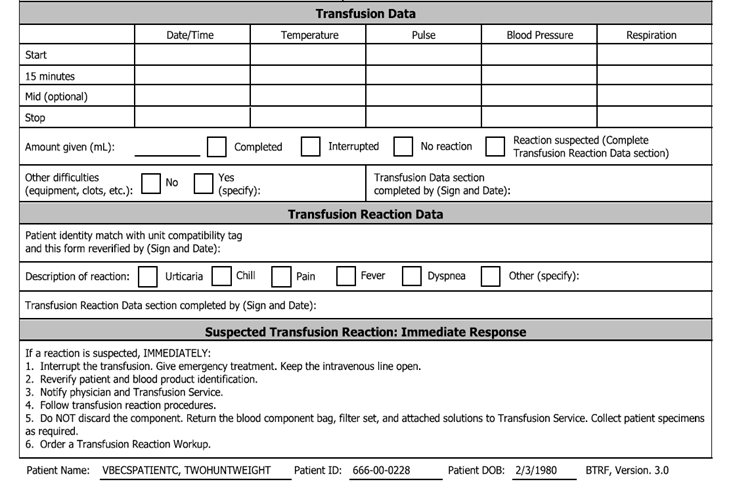 Transfusion Data
Date/Time Temperature Pulse Blood Pressure Respiration
Start
15 minutes
Mid (optional)
Stop
Amount given (mL): Completed Interrupted No reaction Reaction suspected (Complete
Transfusion Reaction Data section)
Other difficulties
(equipment, clots, etc.): No Yes
(specify):
Transfusion Data section
completed by (Sign and Date):
Transfusion Reaction Data
Patient identity match with unit compatibility tag
and this form reverified by (Sign and Date):
Description of reaction: Urticaria Chill Pain Fever Dyspnea Other (specify):
Transfusion Reaction Data section completed by (Sign and Date):
Suspected Transfusion Reaction: Immediate Response
If a reaction is suspected, IMMEDIATELY:
1. Interrupt the transfusion. Give emergency treatment. Keep the intravenous line open.
2. Reverify patient and blood product identification.
3. Notify physician and Transfusion Service.
4. Follow transfusion reaction procedures.
5. Do NOT discard the component. Return the blood component bag, filter set, and attached solutions to Transfusion Service. Collect patient specimens
as required.
6. Order a Transfusion Reaction Workup.
Patient Name: VBECSPATIENTC, TWOHUNTWEIGHT Patient ID: 666-00-0228 Patient DOB: 2/3/1980 BTRF, Version. 3.0